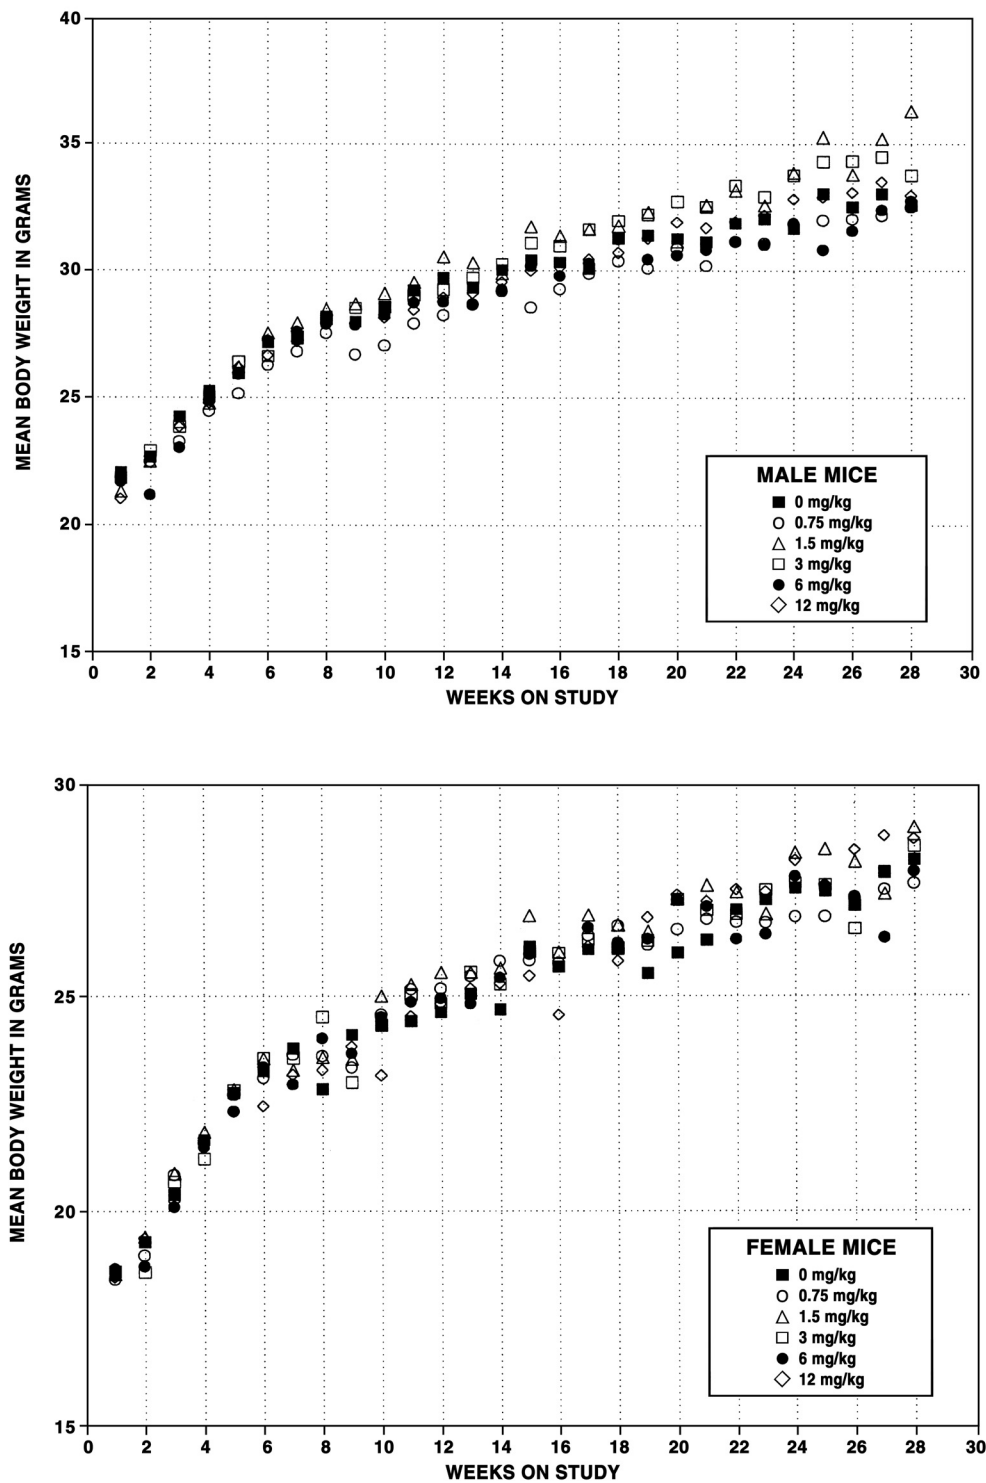 40
35
30
25
20
15
MEAN BODY WEIGHT IN GRAMS
MALE MICE
0 mg/kg
0.75 mg/kg
1.5 mg/kg
3 mg/kg
6 mg/kg
12 mg/kg
0 2 4 6 8 10 12 14 16 18 20 22 24 26 28 30
WEEKS ON STUDY
30
25
20
15
MEAN BODY WEIGHT IN GRAMS
FEMALE MICE
0 mg/kg
0.75 mg/kg
1.5 mg/kg
3 mg/kg
6 mg/kg
12 mg/kg
0 2 4 6 8 10 12 14 16 18 20 22 24 26 28 30
WEEKS ON STUDY